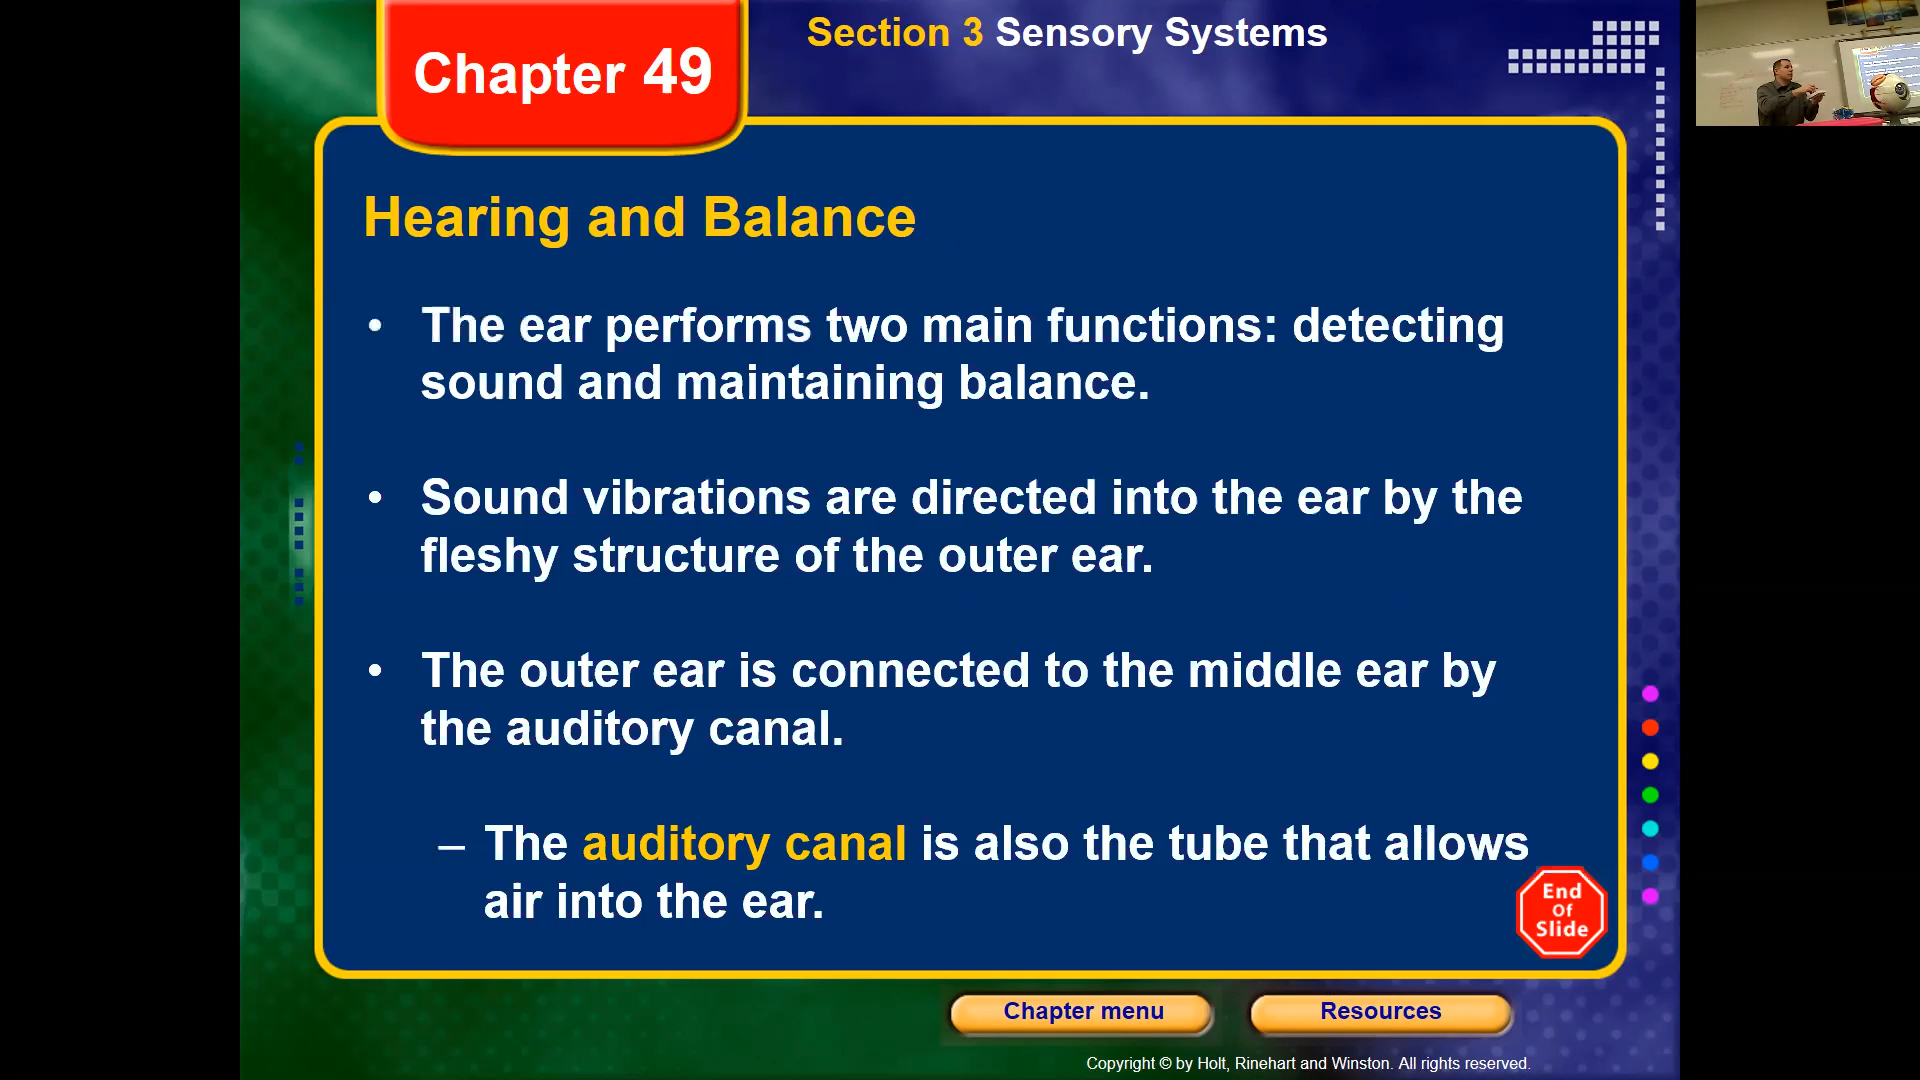 Chapter 49
Section 3 Sensory Systems
Hearing and Balance
• The ear performs two main functions: detecting
sound and maintaining balance.
• Sound vibrations are directed into the ear by the
fleshy structure of the outer ear.
• The outer ear is connected to the middle ear by
the auditory canal.
– The auditory canal is also the tube that allows
air into the ear.
End
Of
Slide
Chapter menu
Resources
Copyright © by Holt, Rinehart and Winston. All rights reserved.